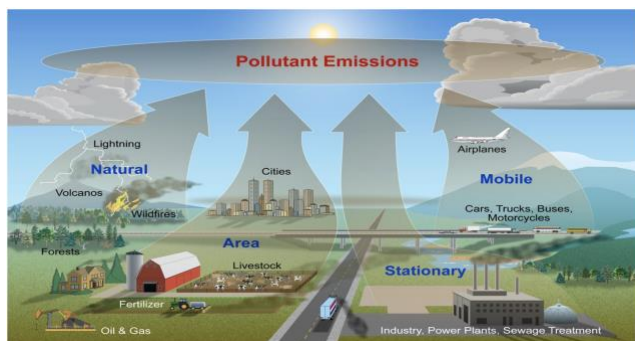 Pollutant Emissions
Lightning
Natural
Volcanos
Wildfires
Forests
Cities
Area
Livestock
Fertilizer
Oil & Gas
Airplanes
Mobile
Cars, Trucks, Buses,
Motorcycles
Stationary
Industry, Power Plants, Sewage Treatment